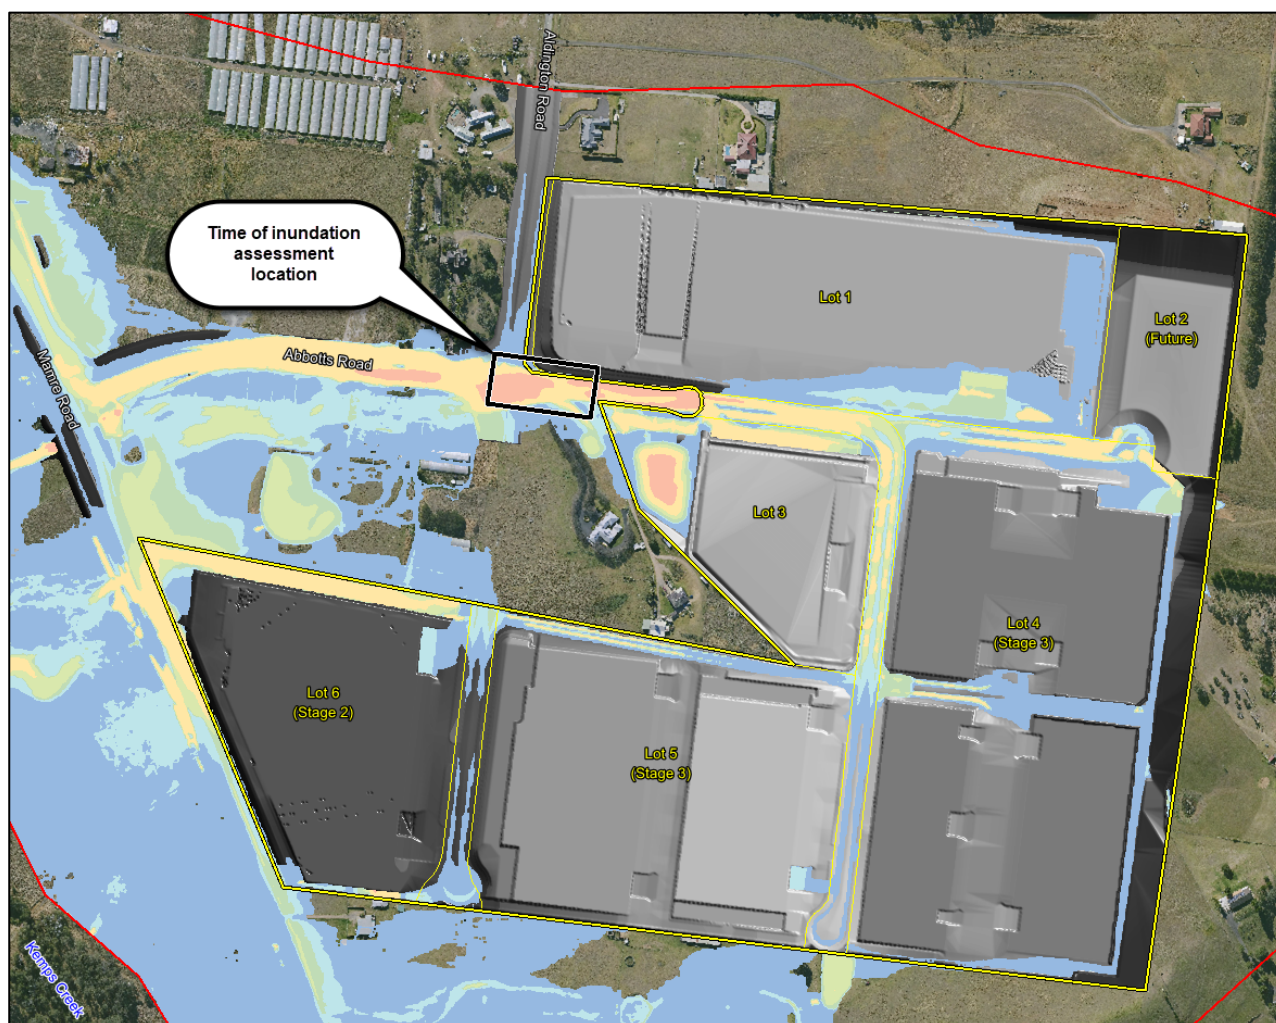 Aldington Road
Time of inundation
assessment
location
Lot 1
Lot 2
(Future)
Abbotts Road
Mamre Road
Lot 3
Lot 4
(Stage 3)
Lot 6
(Stage 2)
Lot 5
(Stage 3)
Kemps Creek